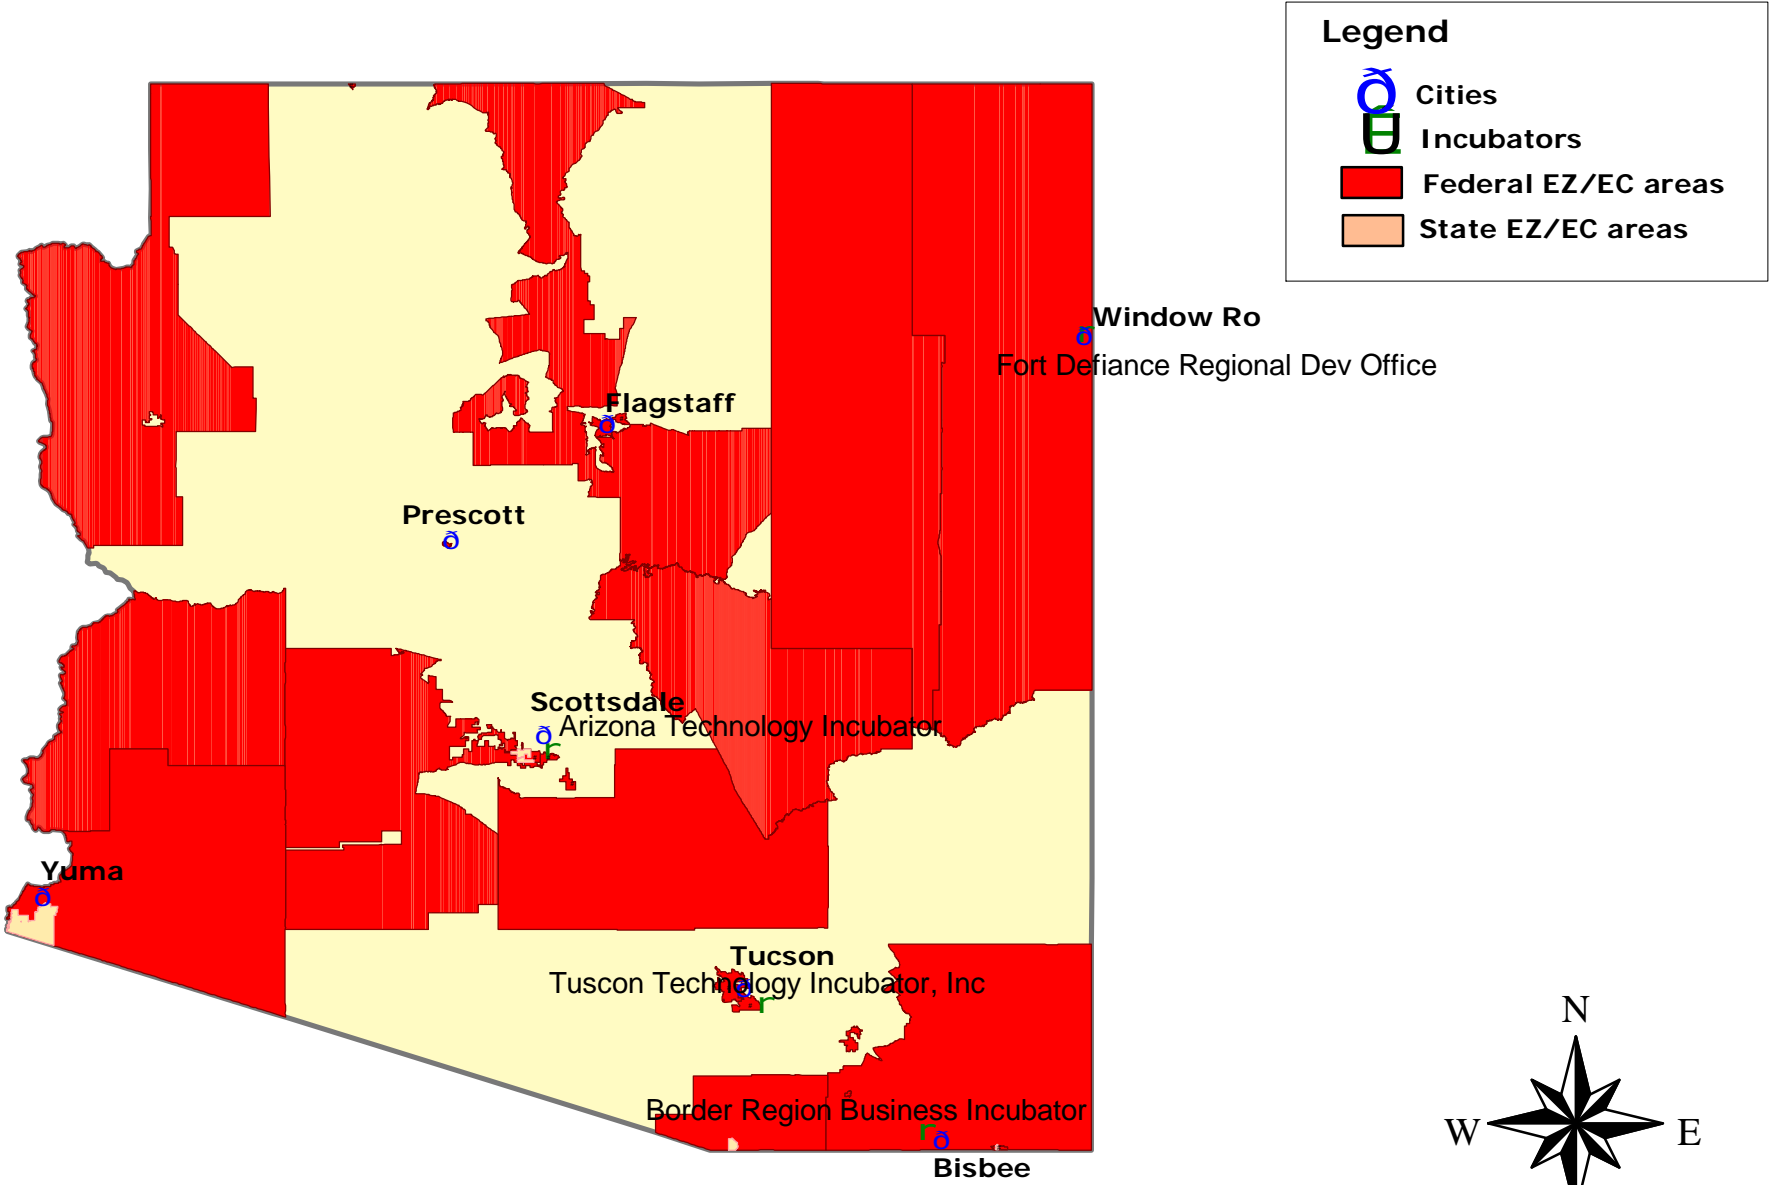 Legend
Cities
Incubators
Federal EZ/EC areas
State EZ/EC areas
Window Ro
Fort Defiance Regional Dev Office
Flagstaff
Prescott
Scottsdale
Arizona Technology Incubator
Yuma
Tucson
Tuscon Technology Incubator, Inc
Border Region Business Incubator
Bisbee
N
W
E